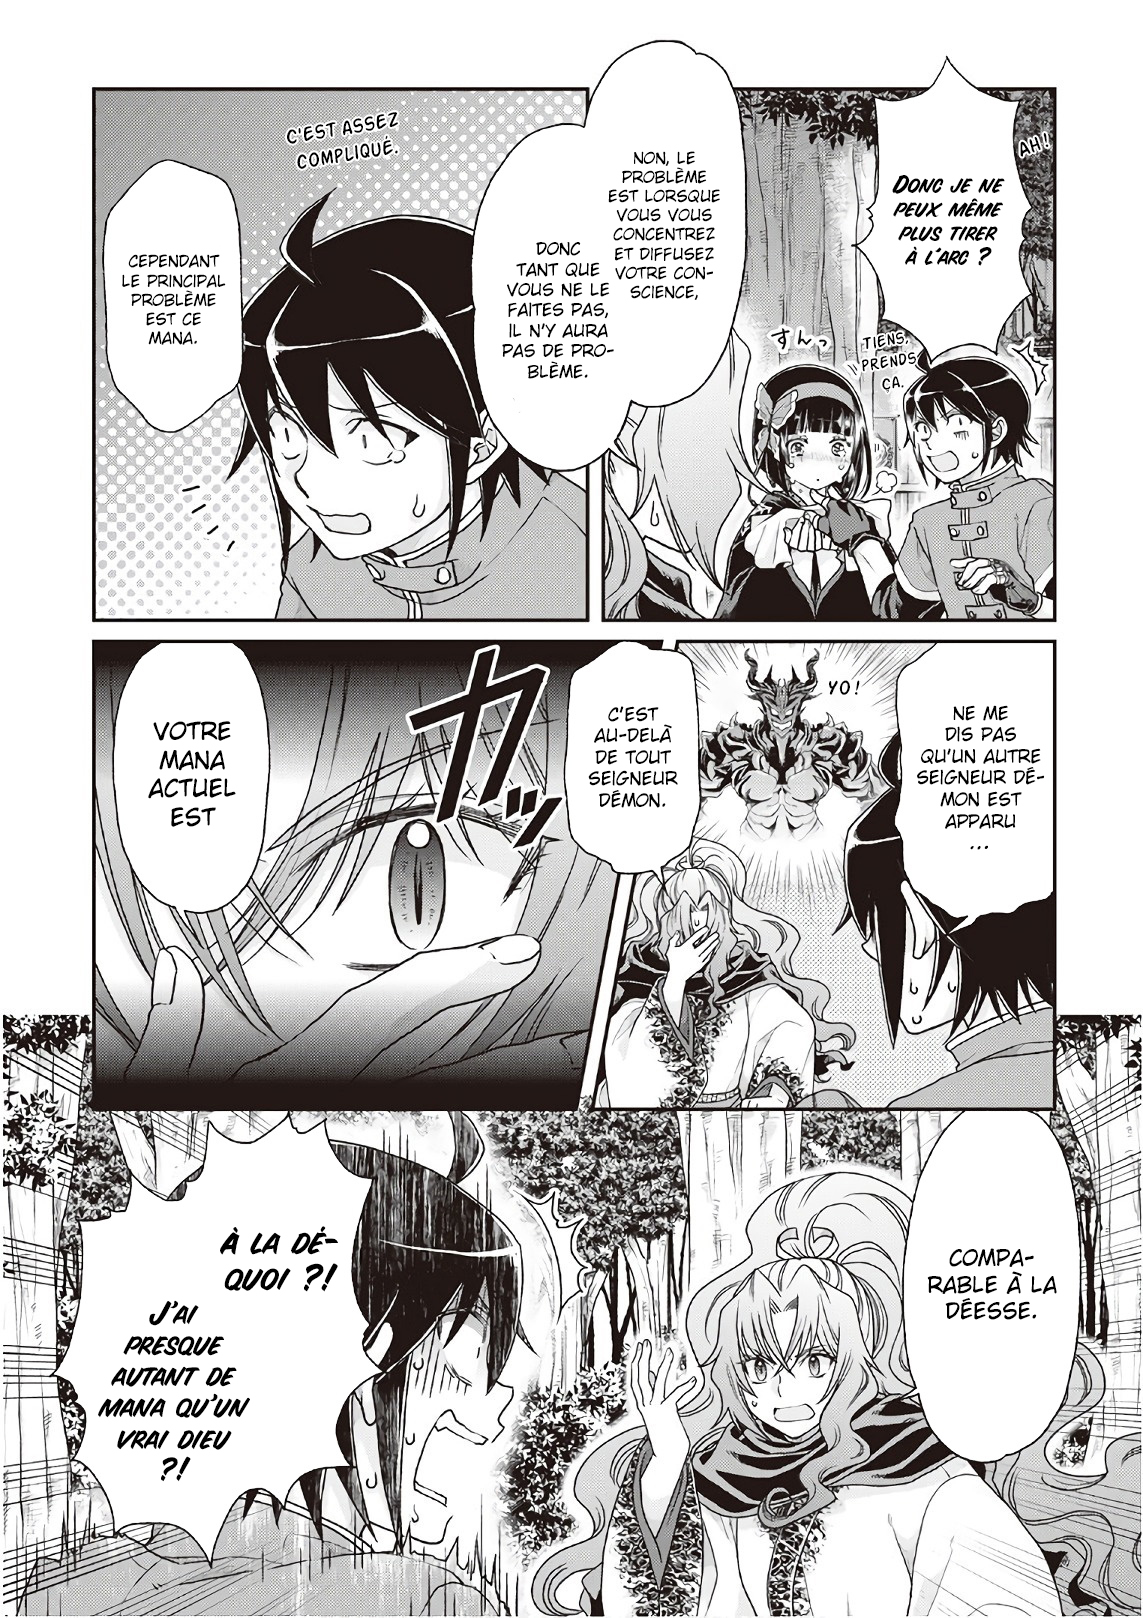 AH!
DONC JE NE
PEUX MÊME
PLUS TIRER
À L'ARC ?
TIENS,
PRENDS
ÇA.
すんっ
NON, LE
PROBLÈME
EST LORSQUE
VOUS VOUS
CONCENTREZ
ET DIFFUSEZ
VOTRE CON-
SCIENCE,
DONC
TANT QUE
VOUS NE LE
FAITES PAS,
IL N'Y AURA
PAS DE PRO-
BLÈME.
C'EST ASSEZ
COMPLIQUÉ.
CEPENDANT
LE PRINCIPAL
PROBLÈME
EST CE
MANA.
NE ME
DIS PAS
QU'UN AUTRE
SEIGNEUR DÉ-
MON EST
APPARU
...
YO!
C'EST
AU-DELÀ
DE TOUT
SEIGNEUR
DÉMON.
カッ
VOTRE
MANA
ACTUEL
EST
COMPA-
RABLE À LA
DÉESSE.
À LA DÉ-
QUOI ?!
J'AI
PRESQUE
AUTANT DE
MANA QU'UN
VRAI DIEU
?!